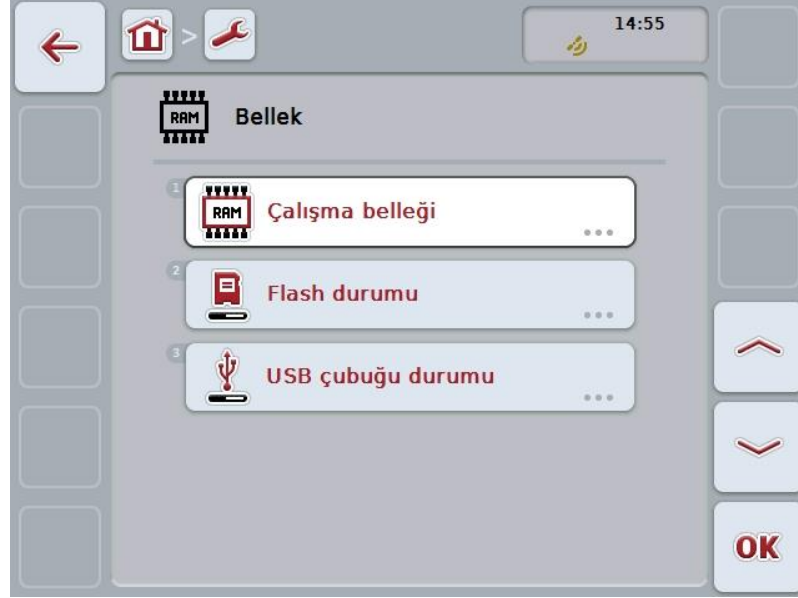 14:55
RAM Bellek
1
RAM Çalışma belleği
2
Flash durumu
3
USB çubuğu durumu
OK